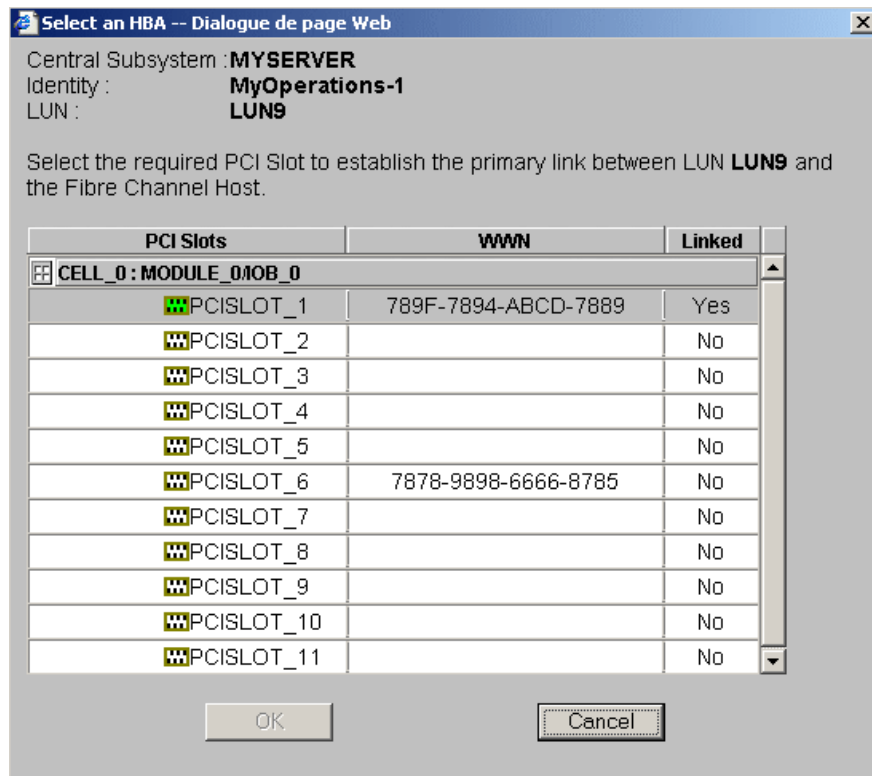 Select an HBA -- Dialogue de page Web
Central Subsystem : MYSERVER
Identity : MyOperations-1
LUN : LUN9
Select the required PCI Slot to establish the primary link between LUN LUN9 and
the Fibre Channel Host.
PCI Slots WWN Linked
CELL_0 : MODULE_0/IOB_0
PCISLOT_1 789F-7894-ABCD-7889 Yes
PCISLOT_2 No
PCISLOT_3 No
PCISLOT_4 No
PCISLOT_5 No
PCISLOT_6 7878-9898-6666-8785 No
PCISLOT_7 No
PCISLOT_8 No
PCISLOT_9 No
PCISLOT_10 No
PCISLOT_11 No
OK Cancel